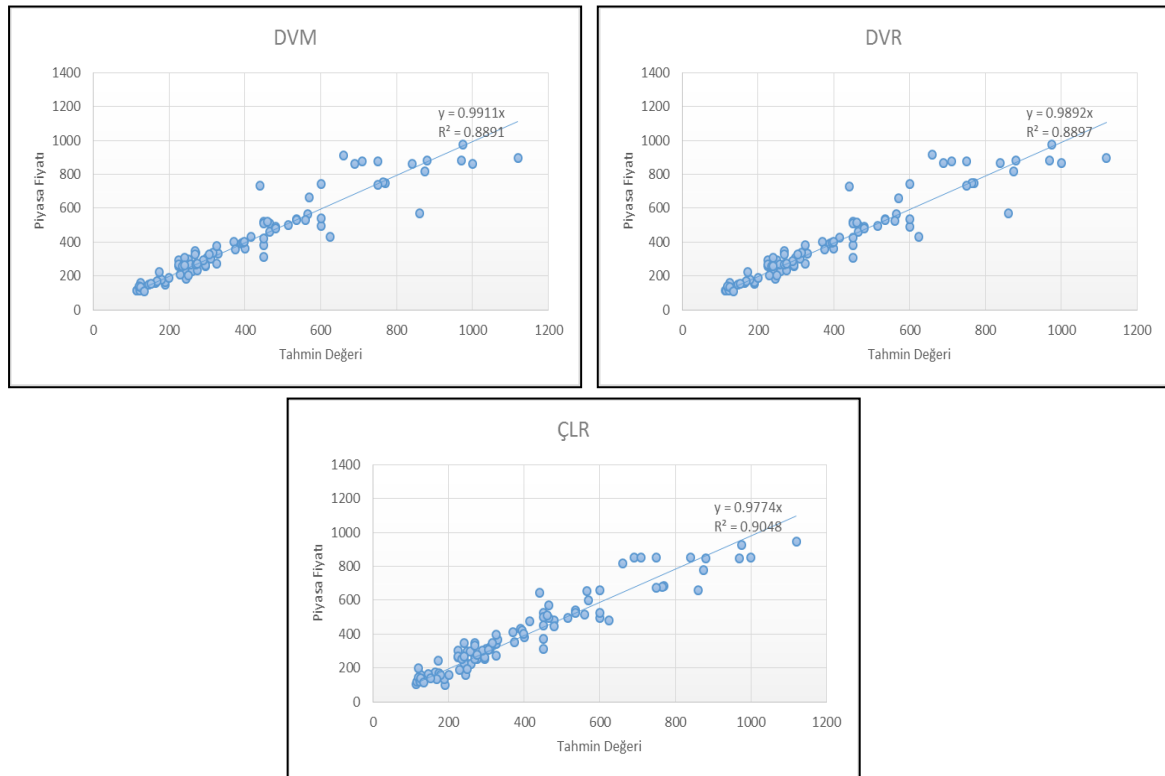 DVM
Piyasa Fiyatı
1400
1200
1000
800
600
400
200
0
y = 0.9911x
R² = 0.8891
0 200 400 600 800 1000 1200
Tahmin Değeri
DVR
Piyasa Fiyatı
1400
1200
1000
800
600
400
200
0
y = 0.9892x
R² = 0.8897
0 200 400 600 800 1000 1200
Tahmin Değeri
ÇLR
Piyasa Fiyatı
1400
1200
1000
800
600
400
200
0
y = 0.9774x
R² = 0.9048
0 200 400 600 800 1000 1200
Tahmin Değeri